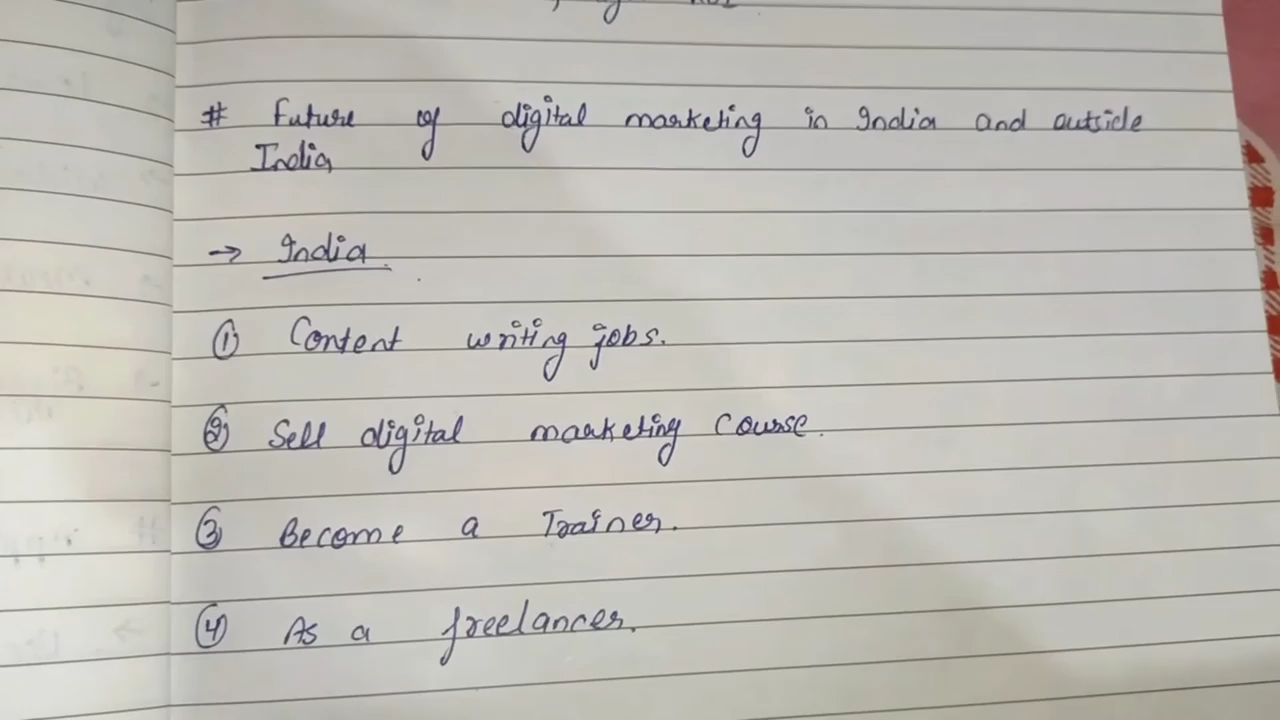 # Future of digital marketing in India and outside
India
→ India
① Content writing jobs.
② Sell digital marketing course.
③ Become a Trainer.
④ As a freelancer.